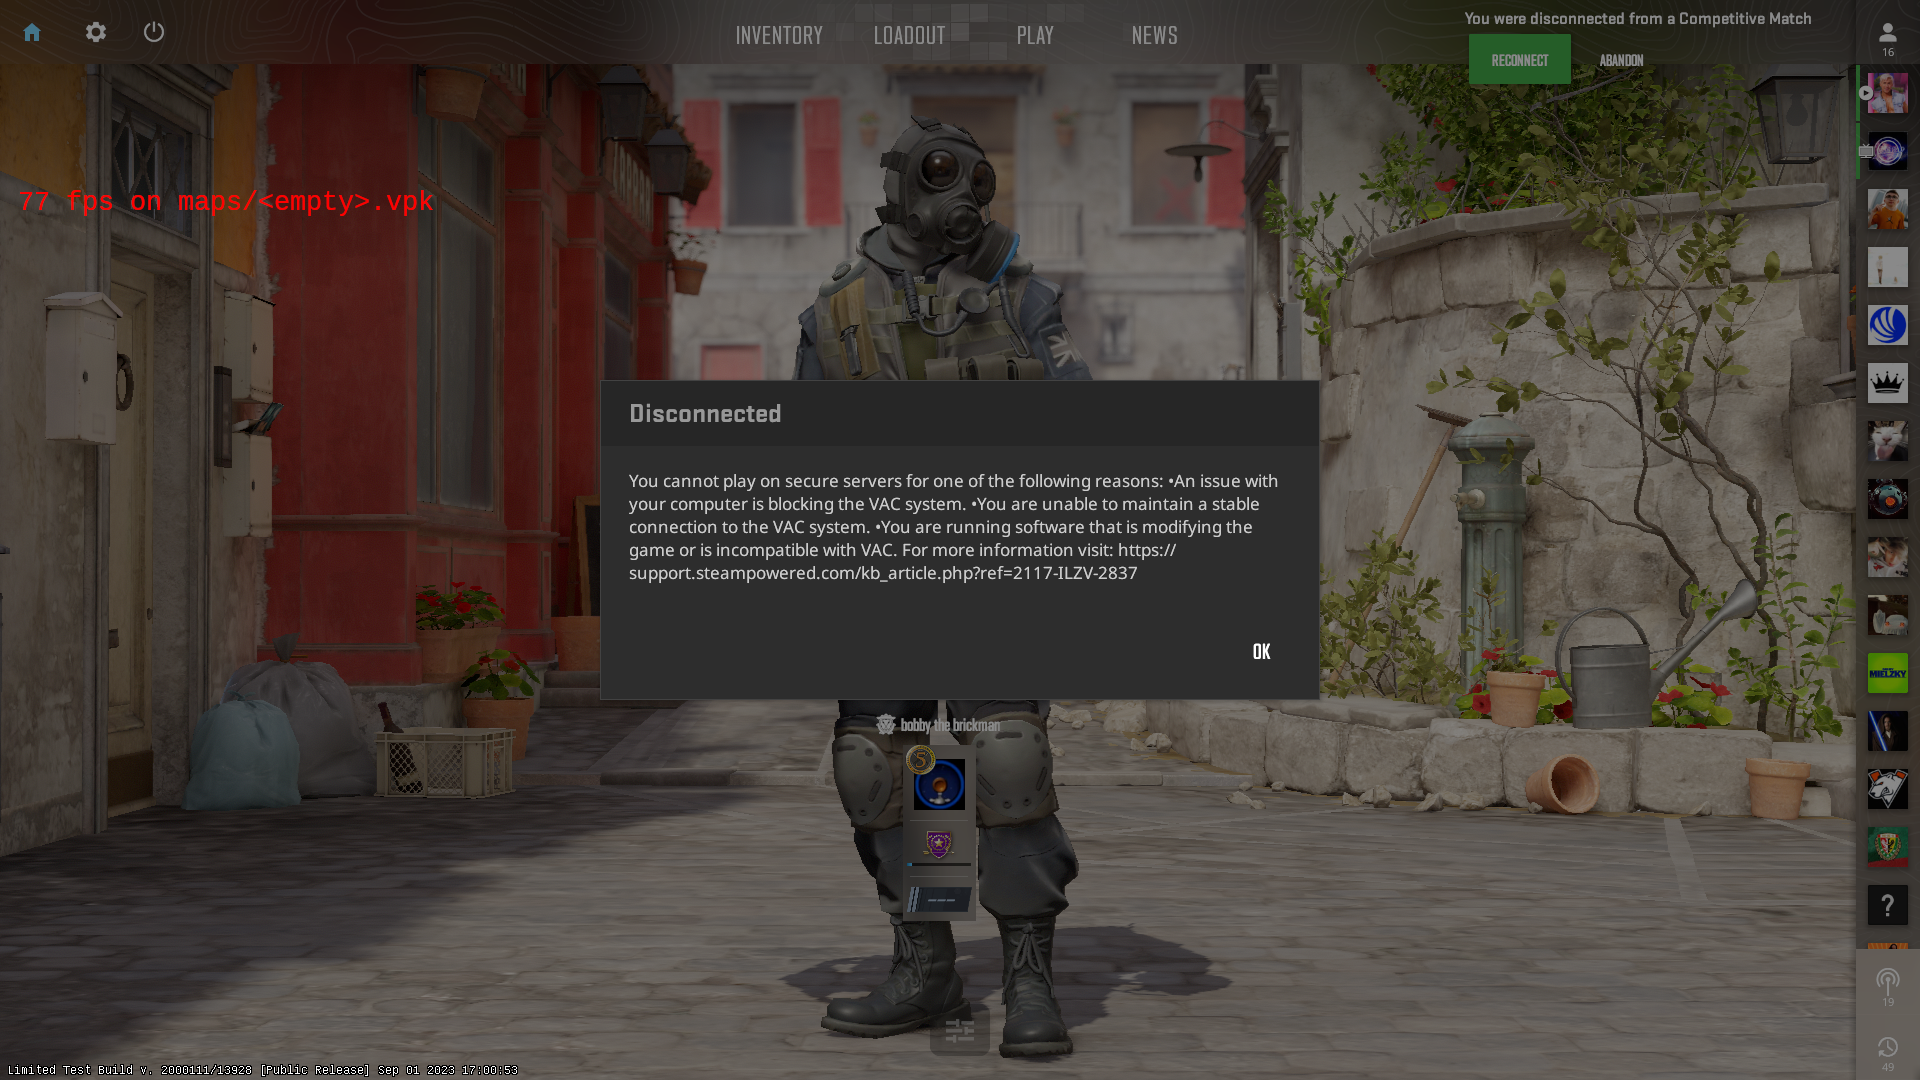 INVENTORY LOADOUT PLAY NEWS
You were disconnected from a Competitive Match
RECONNECT ABANDON
16
77 fps on maps/<empty>.vpk
Disconnected
You cannot play on secure servers for one of the following reasons: •An issue with
your computer is blocking the VAC system. •You are unable to maintain a stable
connection to the VAC system. •You are running software that is modifying the
game or is incompatible with VAC. For more information visit: https://
support.steampowered.com/kb_article.php?ref=2117-ILZV-2837
OK
MIELZKY
bobby the brickman
5
---
?
19
49
Limited Test Build v. 2000111/13928 [Public Release] Sep 01 2023 17:00:53